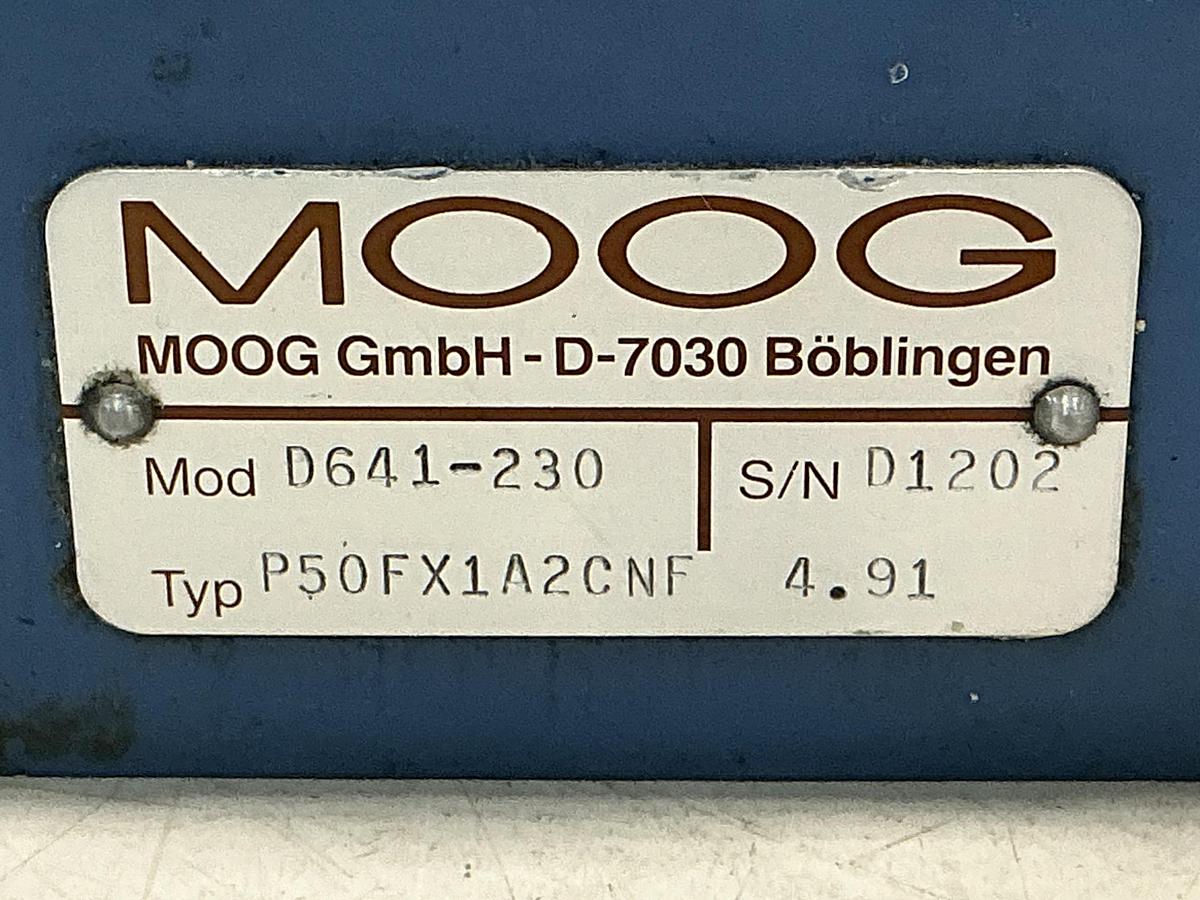 MOOG
MOOG GmbH - D-7030 Böblingen
Mod D641-230 S/N D1202
Typ P50FX1A2CNF 4.91